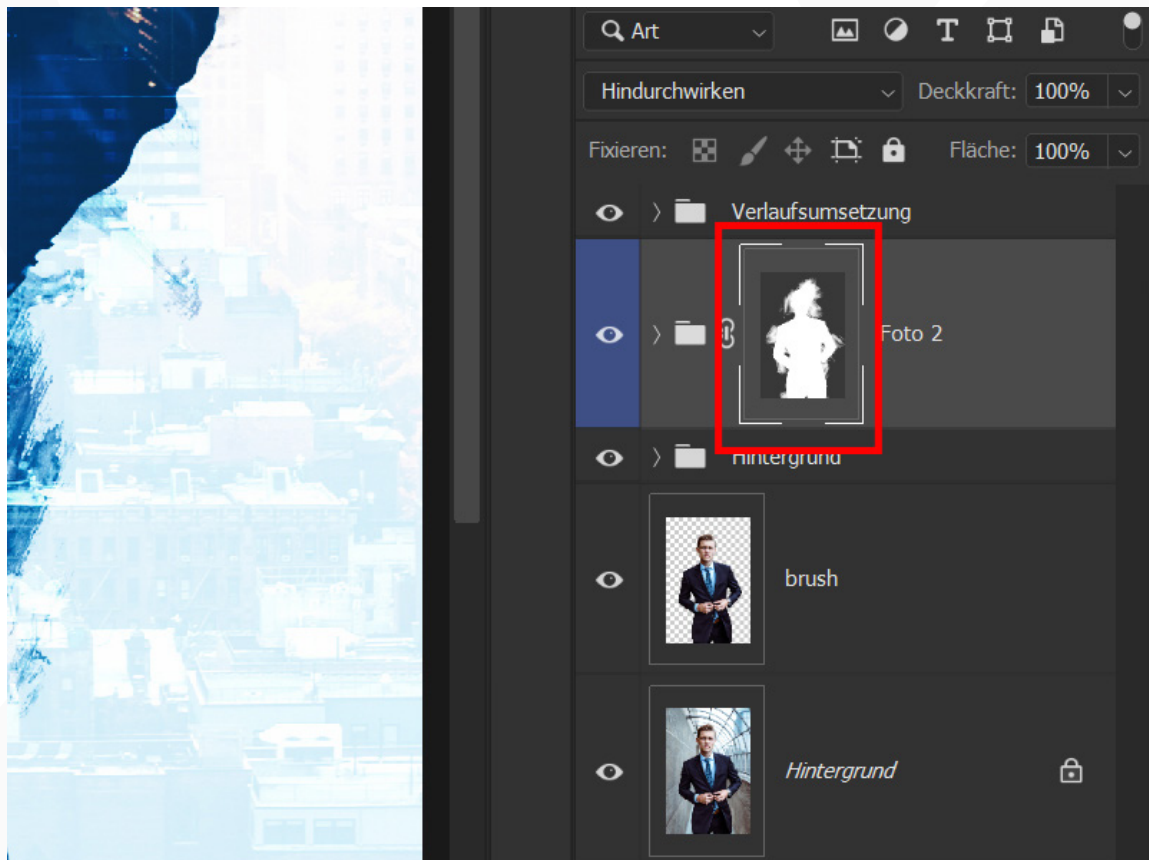 Art
Hindurchwirken
Deckkraft: 100%
Fixieren:
Fläche: 100%
Verlaufsumsetzung
Foto 2
Hintergrund
brush
Hintergrund